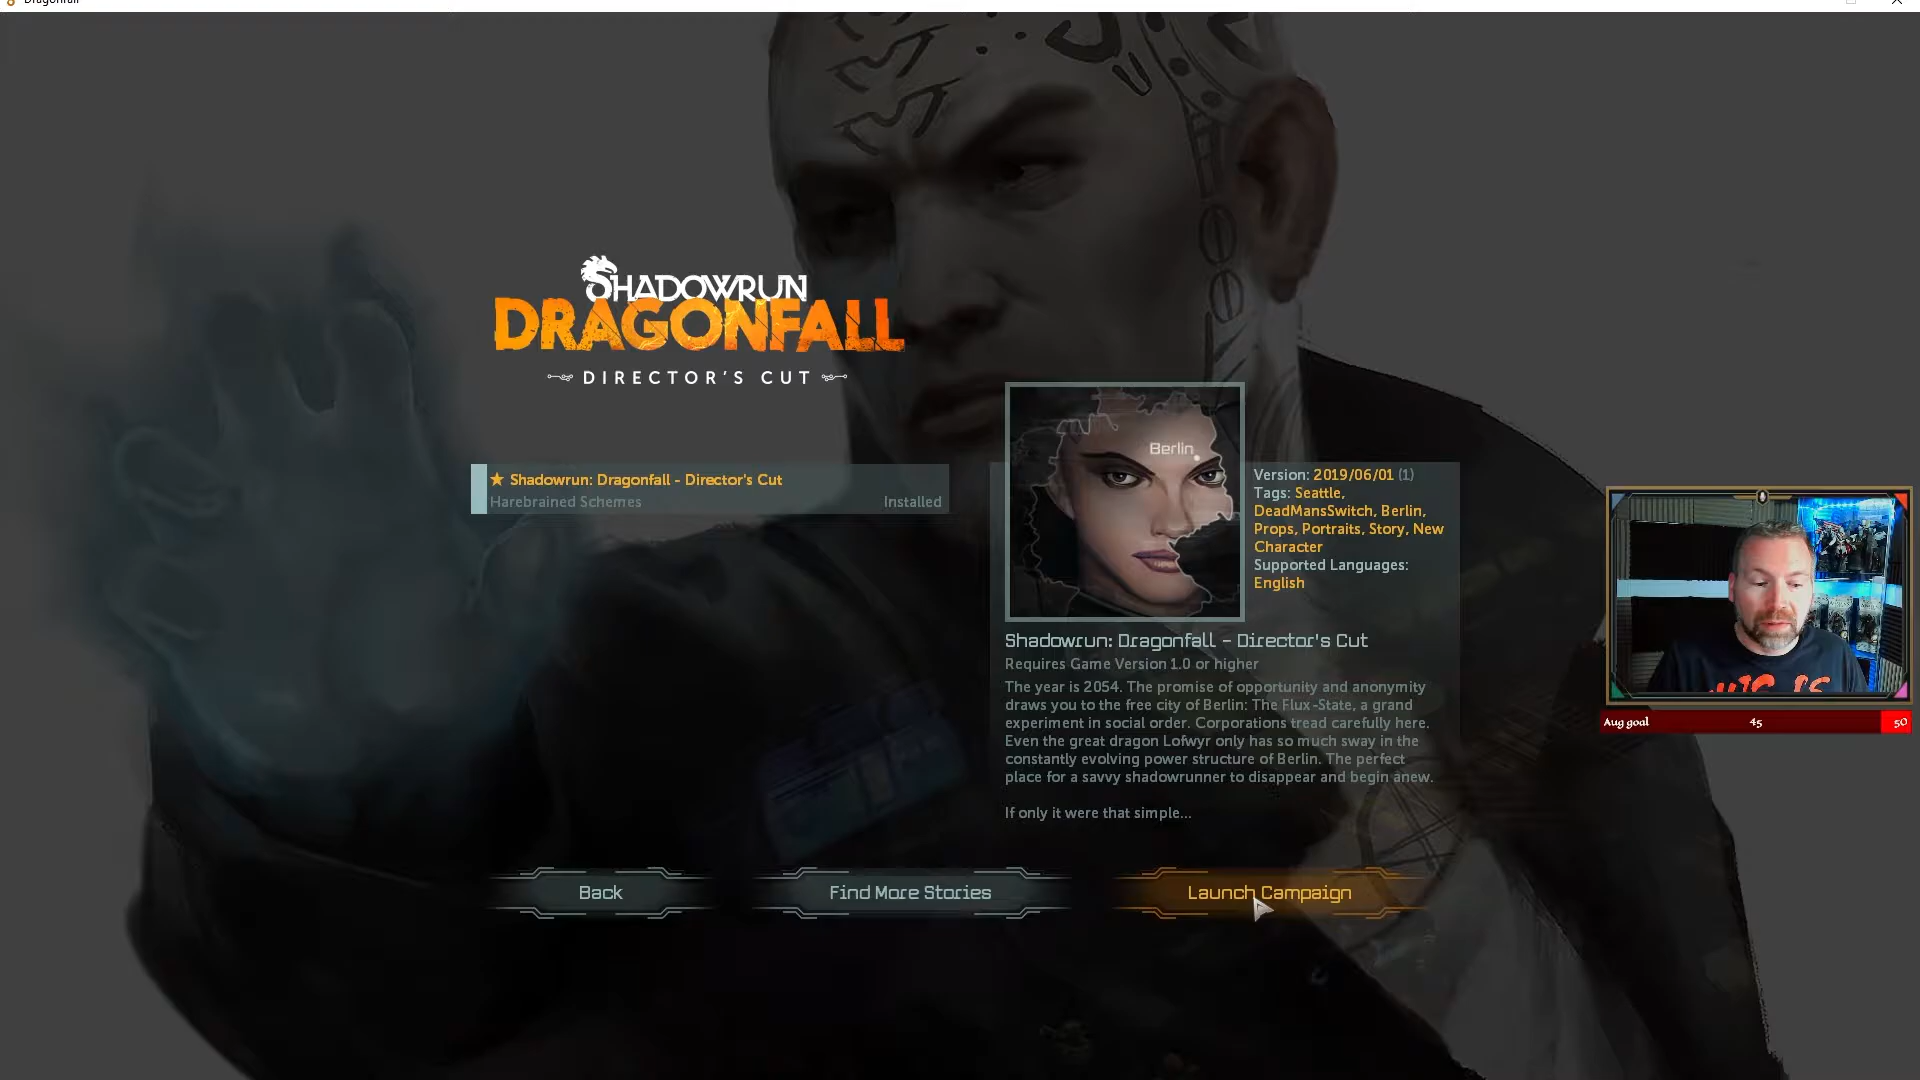 Dragonfall
SHADOWRUN
DRAGONFALL
DIRECTOR'S CUT
★ Shadowrun: Dragonfall - Director's Cut
Harebrained Schemes Installed
Berlin
Version: 2019/06/01 (1)
Tags: Seattle,
DeadMansSwitch, Berlin,
Props, Portraits, Story, New
Character
Supported Languages:
English
Shadowrun: Dragonfall - Director's Cut
Requires Game Version 1.0 or higher
The year is 2054. The promise of opportunity and anonymity
draws you to the free city of Berlin: The Flux-State, a grand
experiment in social order. Corporations tread carefully here.
Even the great dragon Lofwyr only has so much sway in the
constantly evolving power structure of Berlin. The perfect
place for a savvy shadowrunner to disappear and begin anew.
If only it were that simple...
Aug goal 45 50
Back Find More Stories Launch Campaign